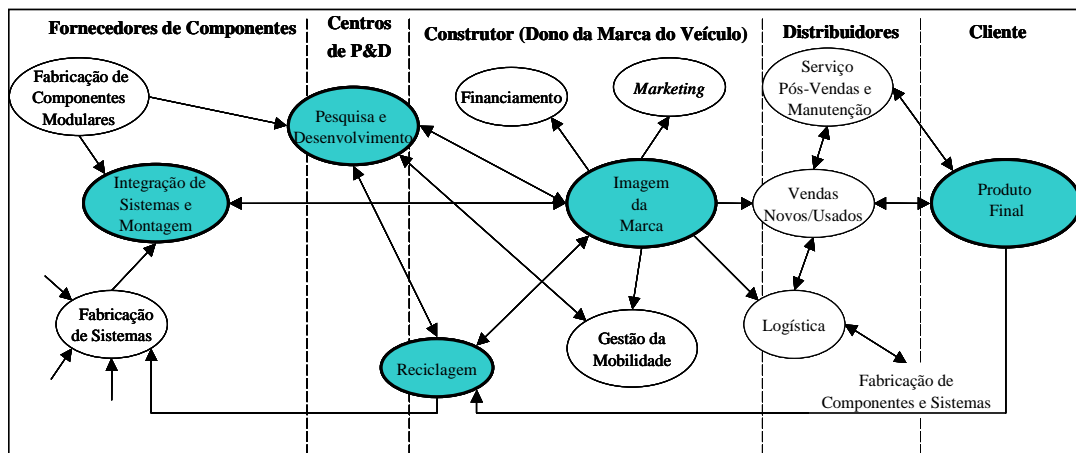 Fornecedores de Componentes
Centros
de P&D
Construtor (Dono da Marca do Veículo)
Distribuidores
Cliente
Fabricação de
Componentes
Modulares
Pesquisa e
Desenvolvimento
Financiamento
Marketing
Serviço
Pós-Vendas e
Manutenção
Integração de
Sistemas e
Montagem
Imagem
da
Marca
Vendas
Novos/Usados
Produto
Final
Fabricação
de Sistemas
Reciclagem
Gestão da
Mobilidade
Logística
Fabricação de
Componentes e Sistemas